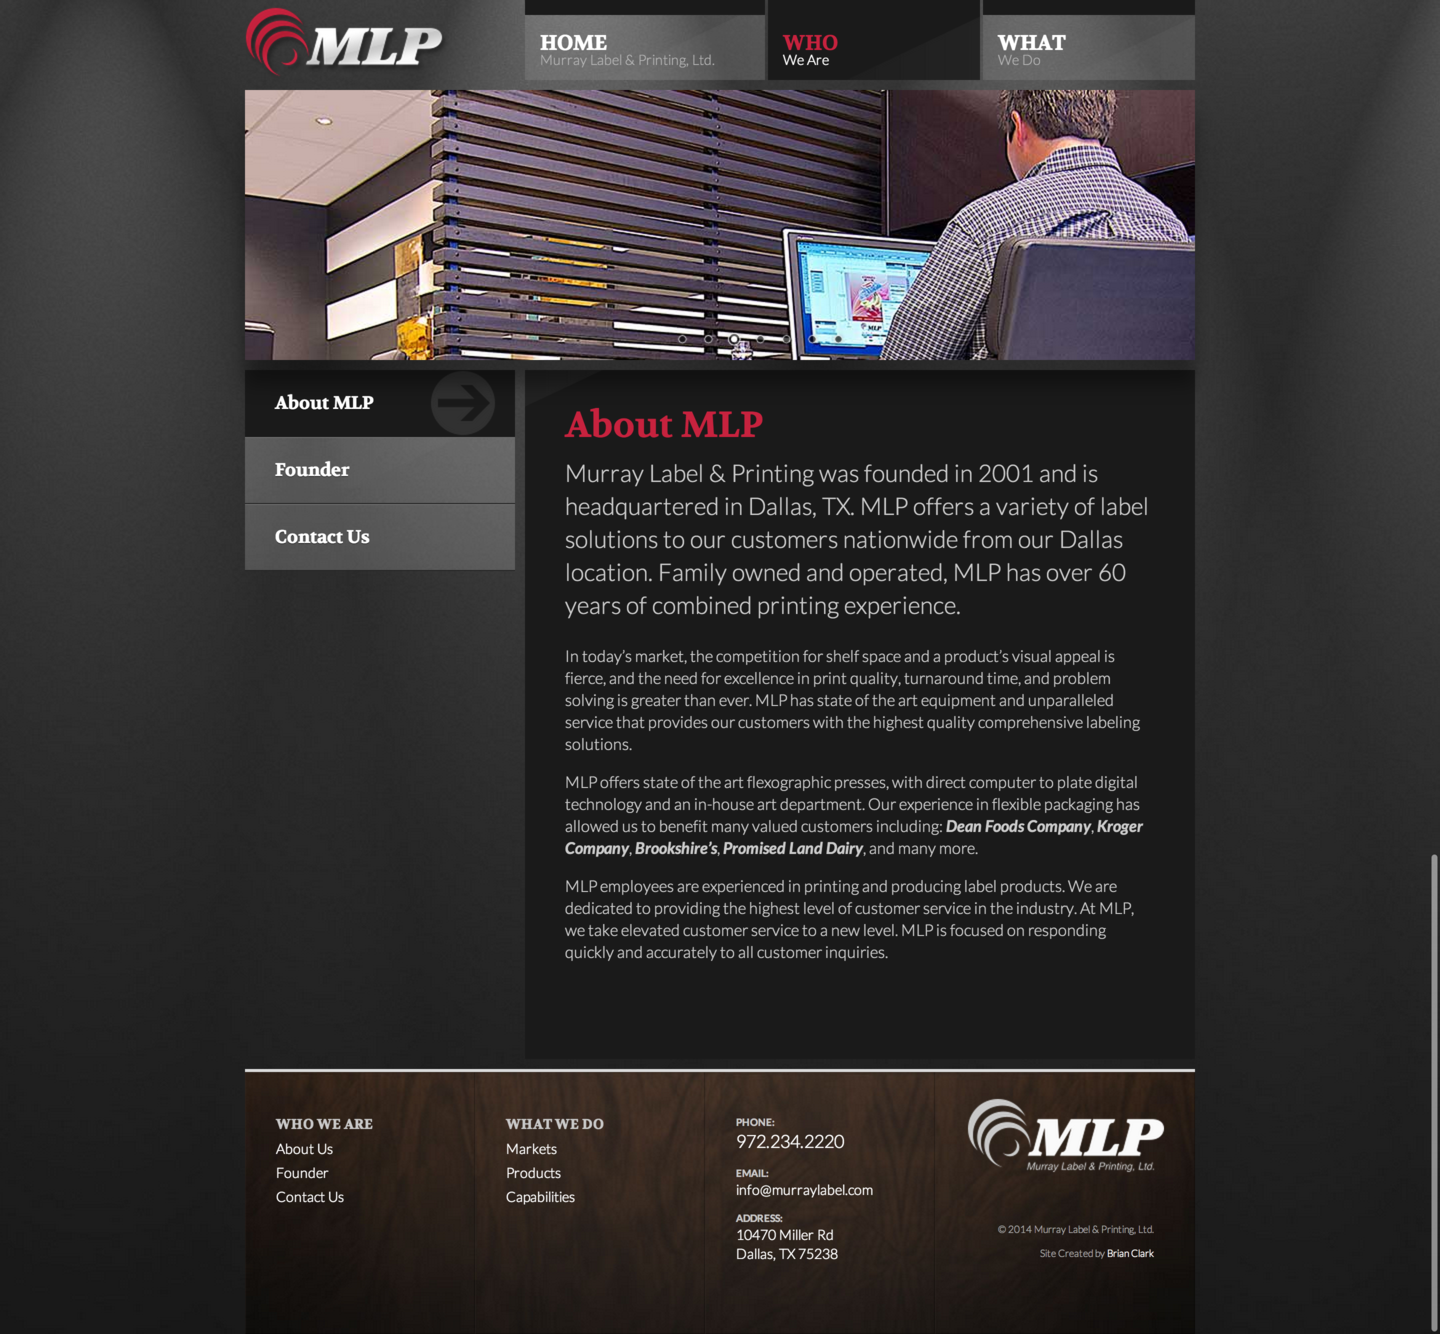 MLP
HOME
Murray Label & Printing, Ltd.
WHO
We Are
WHAT
We Do
About MLP
Founder
Contact Us
About MLP
Murray Label & Printing was founded in 2001 and is
headquartered in Dallas, TX. MLP offers a variety of label
solutions to our customers nationwide from our Dallas
location. Family owned and operated, MLP has over 60
years of combined printing experience.
In today’s market, the competition for shelf space and a product’s visual appeal is
fierce, and the need for excellence in print quality, turnaround time, and problem
solving is greater than ever. MLP has state of the art equipment and unparalleled
service that provides our customers with the highest quality comprehensive labeling
solutions.
MLP offers state of the art flexographic presses, with direct computer to plate digital
technology and an in-house art department. Our experience in flexible packaging has
allowed us to benefit many valued customers including: Dean Foods Company, Kroger
Company, Brookshire’s, Promised Land Dairy, and many more.
MLP employees are experienced in printing and producing label products. We are
dedicated to providing the highest level of customer service in the industry. At MLP,
we take elevated customer service to a new level. MLP is focused on responding
quickly and accurately to all customer inquiries.
WHO WE ARE
About Us
Founder
Contact Us
WHAT WE DO
Markets
Products
Capabilities
PHONE:
972.234.2220
EMAIL:
info@murraylabel.com
ADDRESS:
10470 Miller Rd
Dallas, TX 75238
MLP
Murray Label & Printing, Ltd.
© 2014 Murray Label & Printing, Ltd.
Site Created by Brian Clark